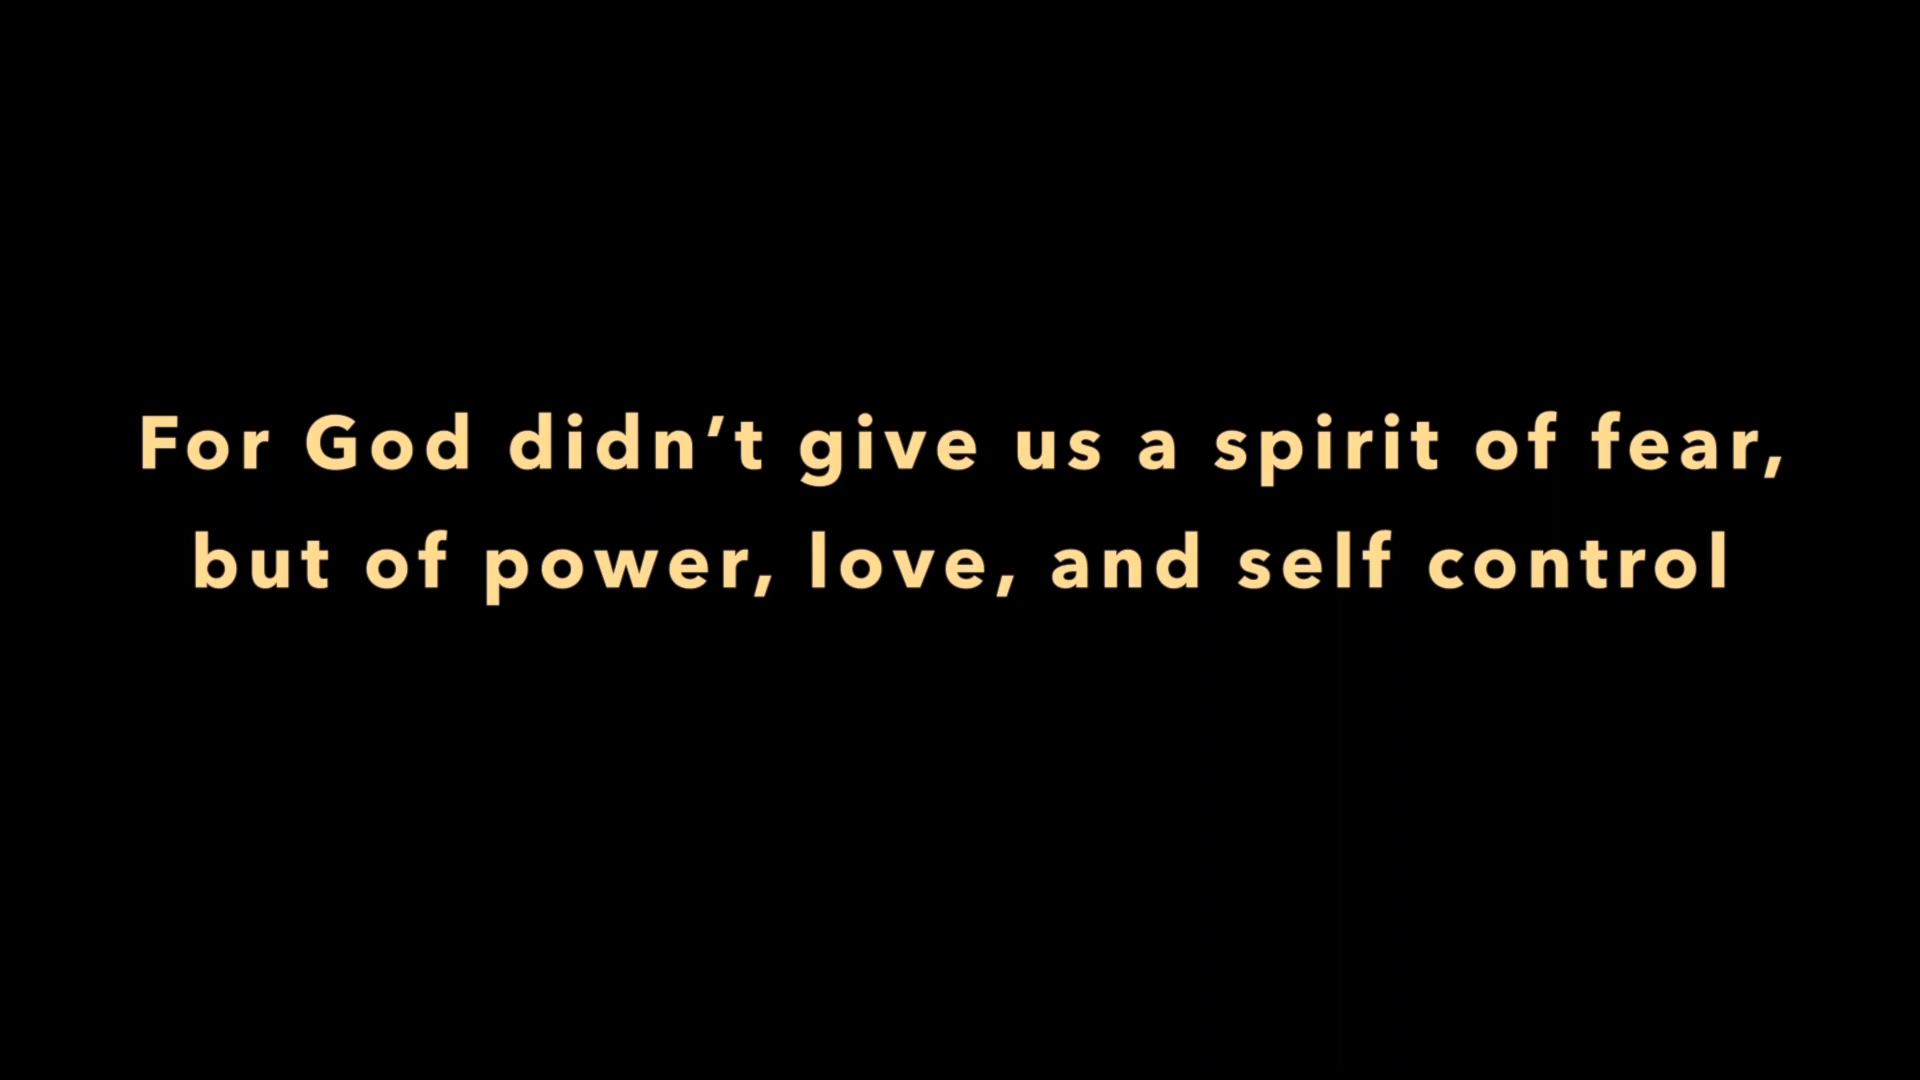 For God didn’t give us a spirit of fear,
but of power, love, and self control